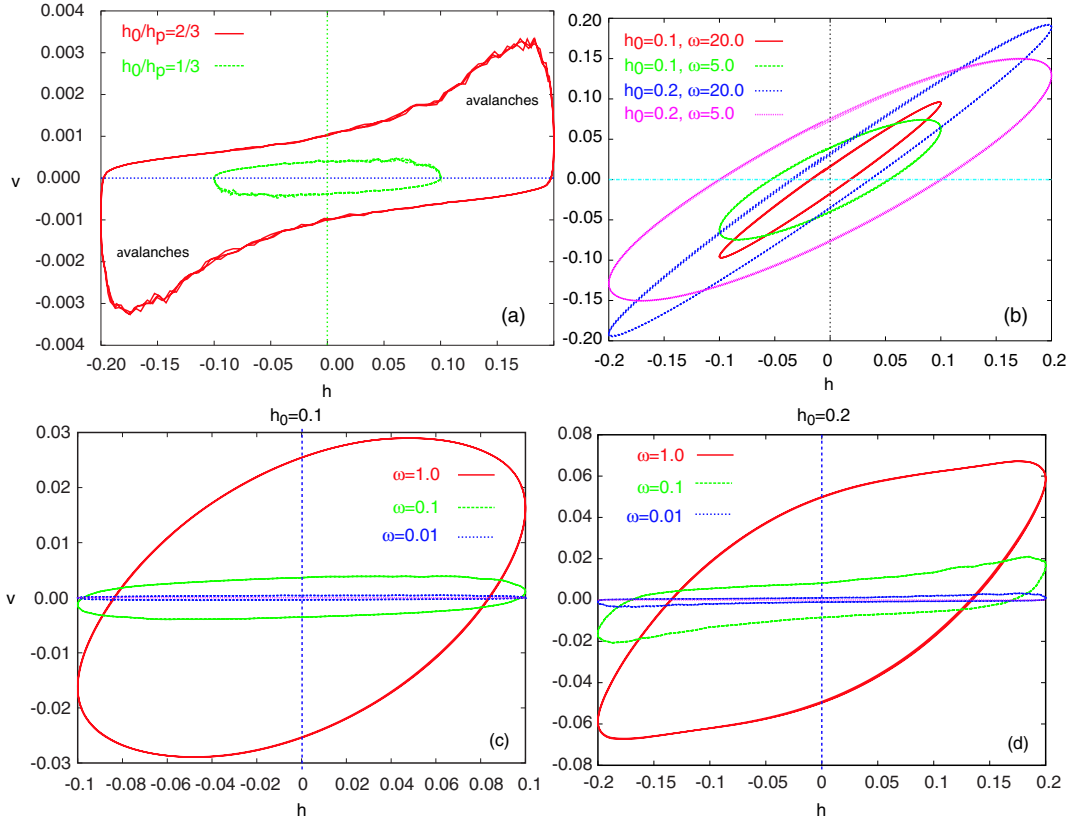 h0/hp=2/3
h0/hp=1/3
avalanches
avalanches
(a)
0.004
0.003
0.002
0.001
0.000
-0.001
-0.002
-0.003
-0.004
v
-0.20 -0.15 -0.10 -0.05 0.00 0.05 0.10 0.15
h
h0=0.1, ω=20.0
h0=0.1, ω=5.0
h0=0.2, ω=20.0
h0=0.2, ω=5.0
(b)
0.20
0.15
0.10
0.05
0.00
-0.05
-0.10
-0.15
0.20
-0.20 -0.15 -0.10 -0.05 0 0.05 0.10 0.15 0.2
h
h0=0.1
ω=1.0
ω=0.1
ω=0.01
(c)
0.03
0.02
0.01
0.00
-0.01
-0.02
-0.03
v
-0.1 -0.08 -0.06 -0.04 -0.02 0 0.02 0.04 0.06 0.08 0.1
h
h0=0.2
ω=1.0
ω=0.1
ω=0.01
(d)
0.08
0.06
0.04
0.02
0.00
-0.02
-0.04
-0.06
-0.08
-0.2 -0.15 -0.1 -0.05 0 0.05 0.1 0.15 0.2
h